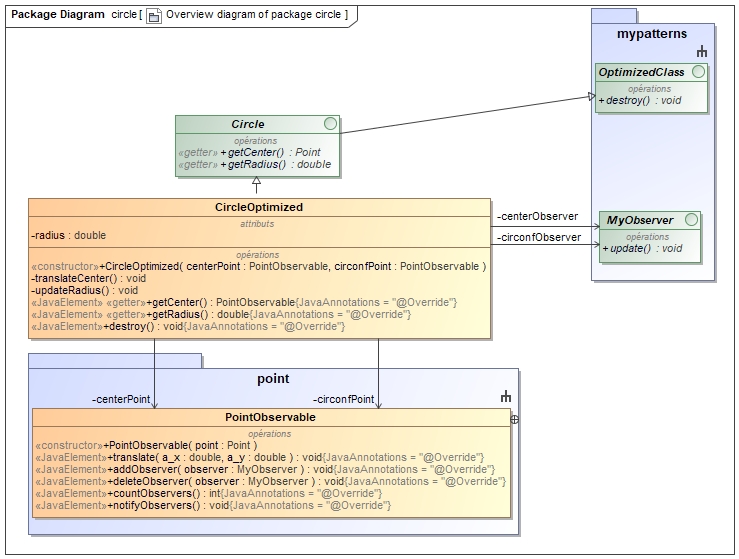 Package Diagram circle[ Overview diagram of package circle ]
mypatterns
OptimizedClass
opérations
+destroy() : void
Circle
opérations
«getter» +getCenter() : Point
«getter» +getRadius() : double
CircleOptimized
attributs
-radius : double
opérations
«constructor»+CircleOptimized( centerPoint : PointObservable, circonfPoint : PointObservable )
-translateCenter() : void
-updateRadius() : void
«JavaElement» «getter»+getCenter() : PointObservable{JavaAnnotations = "@Override"}
«JavaElement» «getter»+getRadius() : double{JavaAnnotations = "@Override"}
«JavaElement»+destroy() : void{JavaAnnotations = "@Override"}
-centerObserver
-circonfObserver
MyObserver
opérations
+update() : void
point
-centerPoint
-circonfPoint
PointObservable
opérations
«constructor»+PointObservable( point : Point )
«JavaElement»+translate( a_x : double, a_y : double ) : void{JavaAnnotations = "@Override"}
«JavaElement»+addObserver( observer : MyObserver ) : void{JavaAnnotations = "@Override"}
«JavaElement»+deleteObserver( observer : MyObserver ) : void{JavaAnnotations = "@Override"}
«JavaElement»+countObservers() : int{JavaAnnotations = "@Override"}
«JavaElement»+notifyObservers() : void{JavaAnnotations = "@Override"}